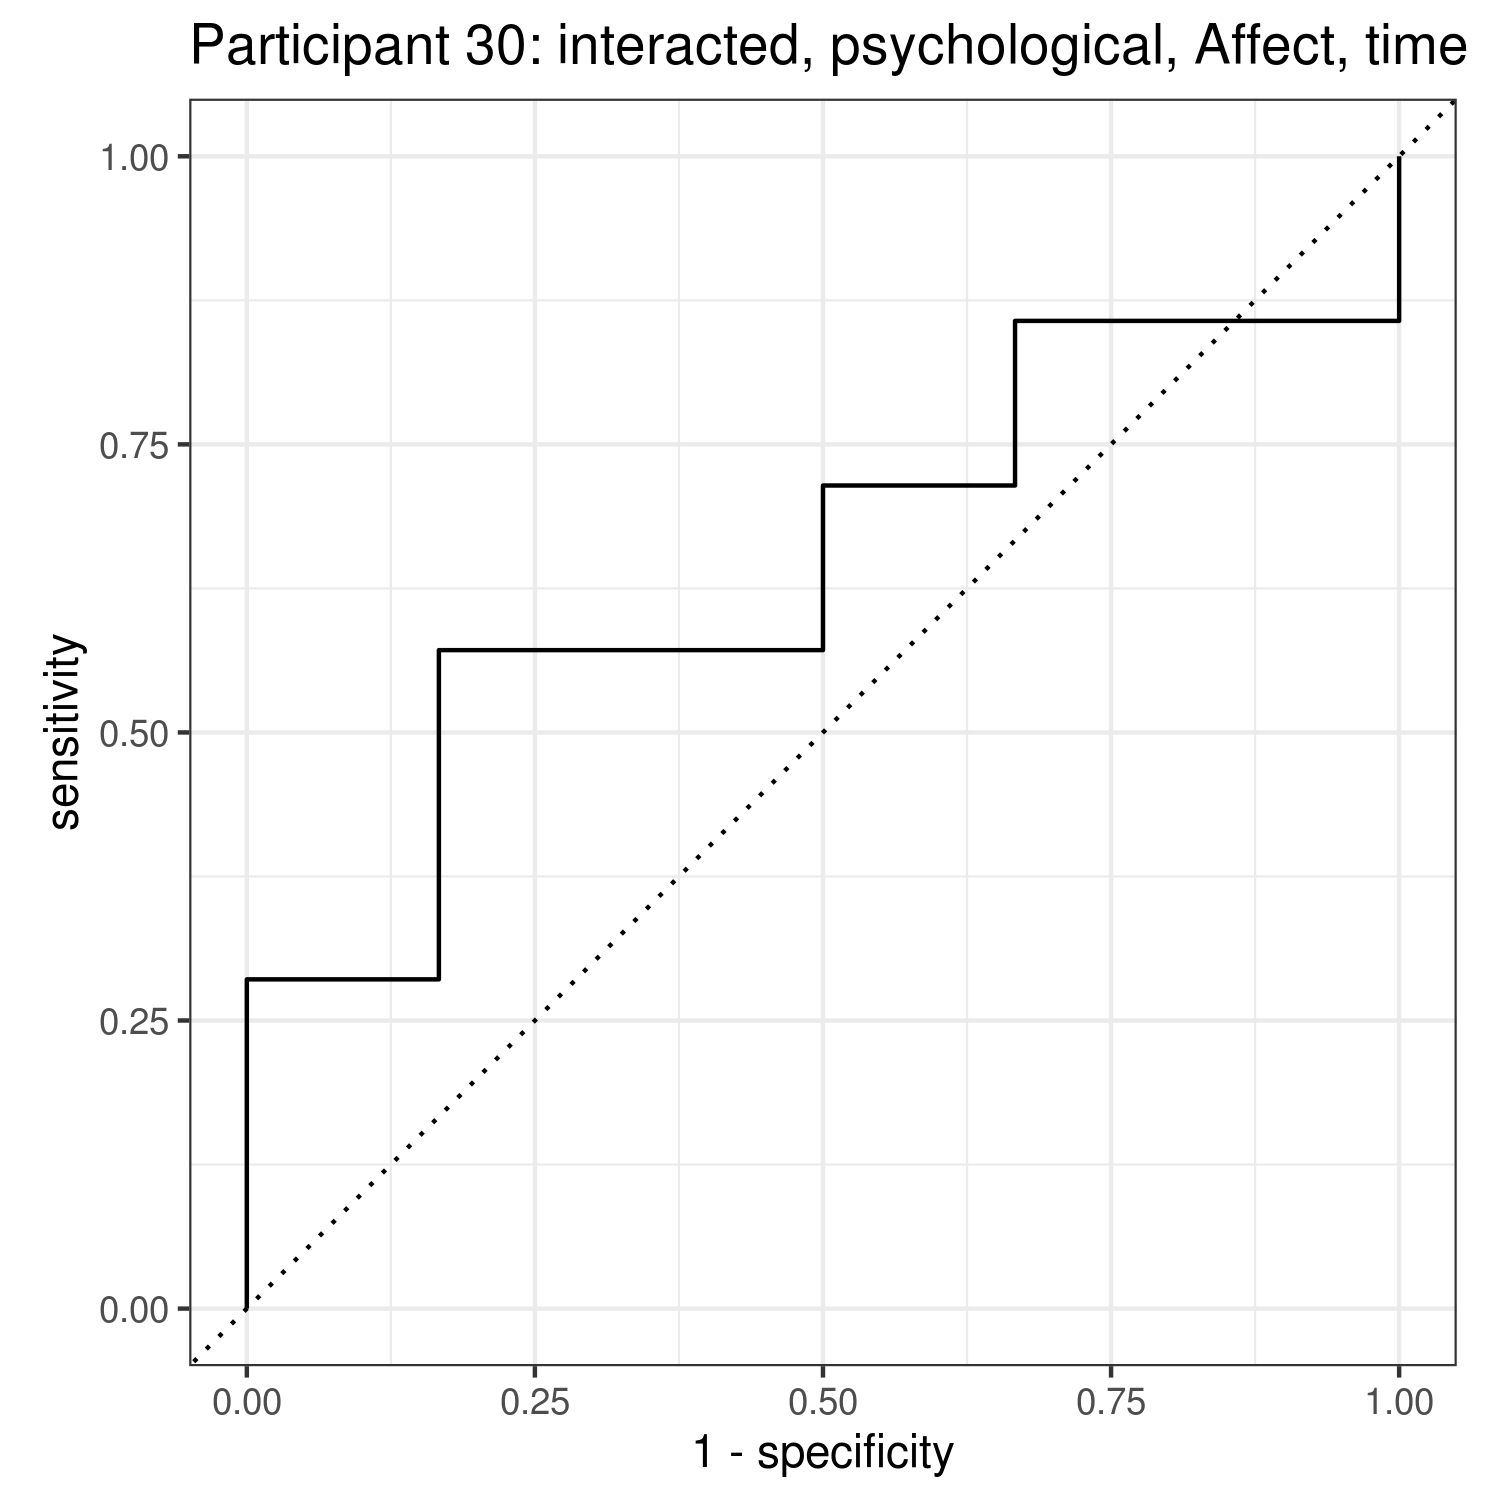 Participant 30: interacted, psychological, Affect, time
1.00
0.75
0.50
0.25
0.00
sensitivity
0.00 0.25 0.50 0.75 1.00
1 - specificity